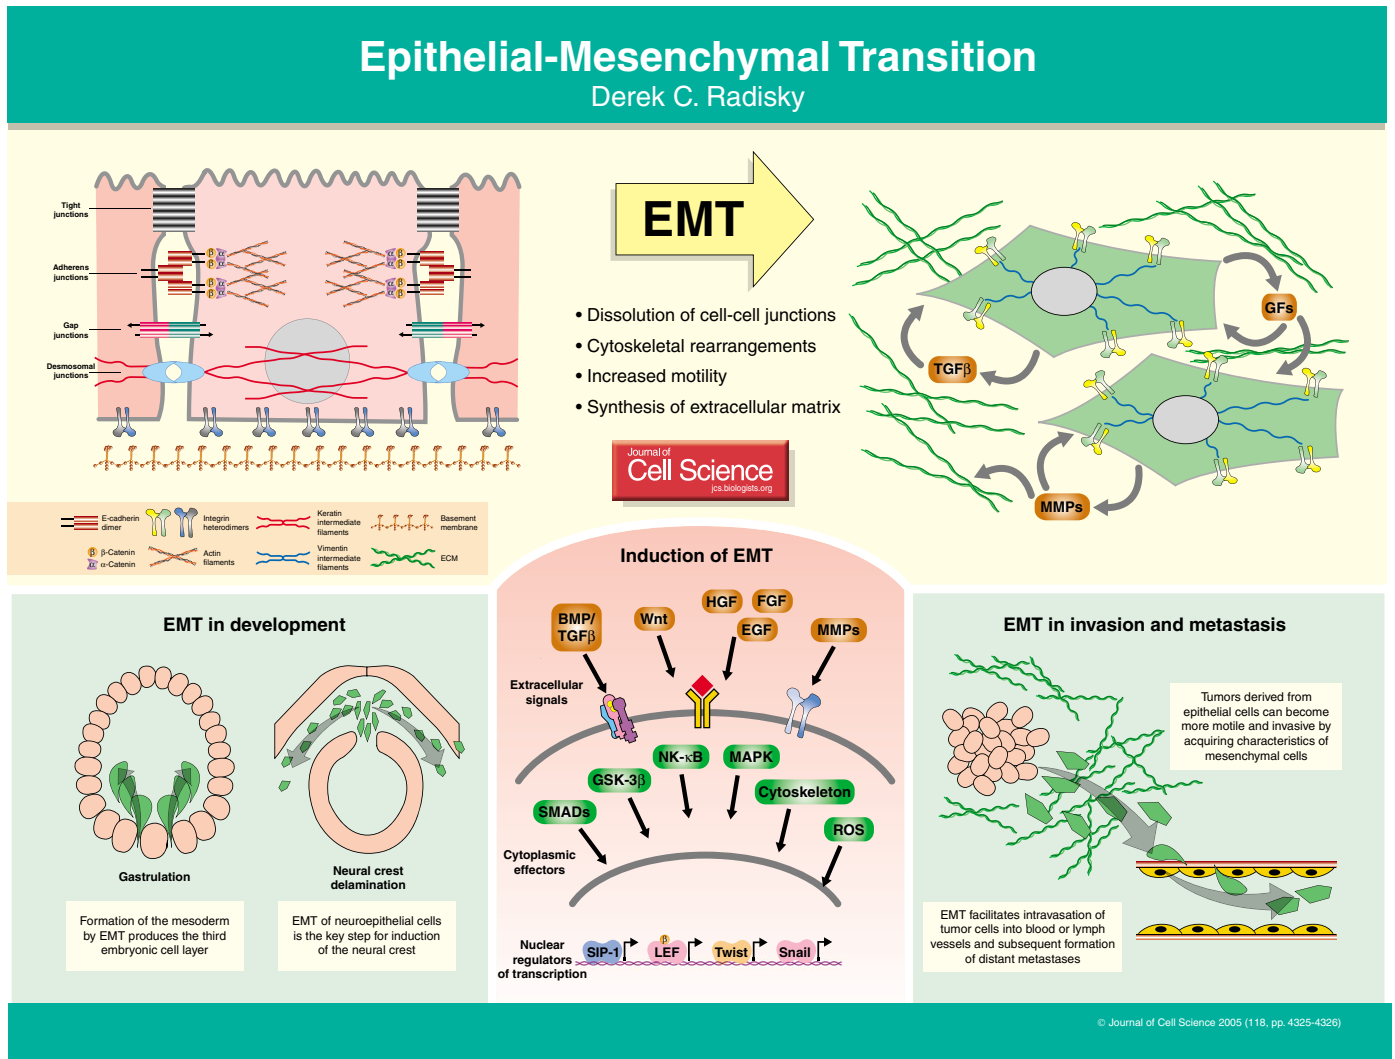 Epithelial-Mesenchymal Transition
Derek C. Radisky
Tight
junctions
Adherens
junctions
Gap
junctions
Desmosomal
junctions
β
α
β
α
β
α
β
α
α
β
α
β
α
β
α
β
EMT
• Dissolution of cell-cell junctions
• Cytoskeletal rearrangements
• Increased motility
• Synthesis of extracellular matrix
Journal of
Cell Science
jcs.biologists.org
GFs
TGFβ
MMPs
E-cadherin
dimer
Integrin
heterodimers
Keratin
intermediate
filaments
Basement
membrane
β
β-Catenin
α
α-Catenin
Actin
filaments
Vimentin
intermediate
filaments
ECM
EMT in development
Gastrulation
Neural crest
delamination
Formation of the mesoderm
by EMT produces the third
embryonic cell layer
EMT of neuroepithelial cells
is the key step for induction
of the neural crest
Induction of EMT
BMP/
TGFβ
Wnt
HGF
FGF
EGF
MMPs
Extracellular
signals
NK-κB
MAPK
GSK-3β
Cytoskeleton
SMADs
ROS
Cytoplasmic
effectors
Nuclear
regulators
of transcription
SIP-1
β
LEF
Twist
Snail
EMT in invasion and metastasis
Tumors derived from
epithelial cells can become
more motile and invasive by
acquiring characteristics of
mesenchymal cells
EMT facilitates intravasation of
tumor cells into blood or lymph
vessels and subsequent formation
of distant metastases
© Journal of Cell Science 2005 (118, pp. 4325-4326)